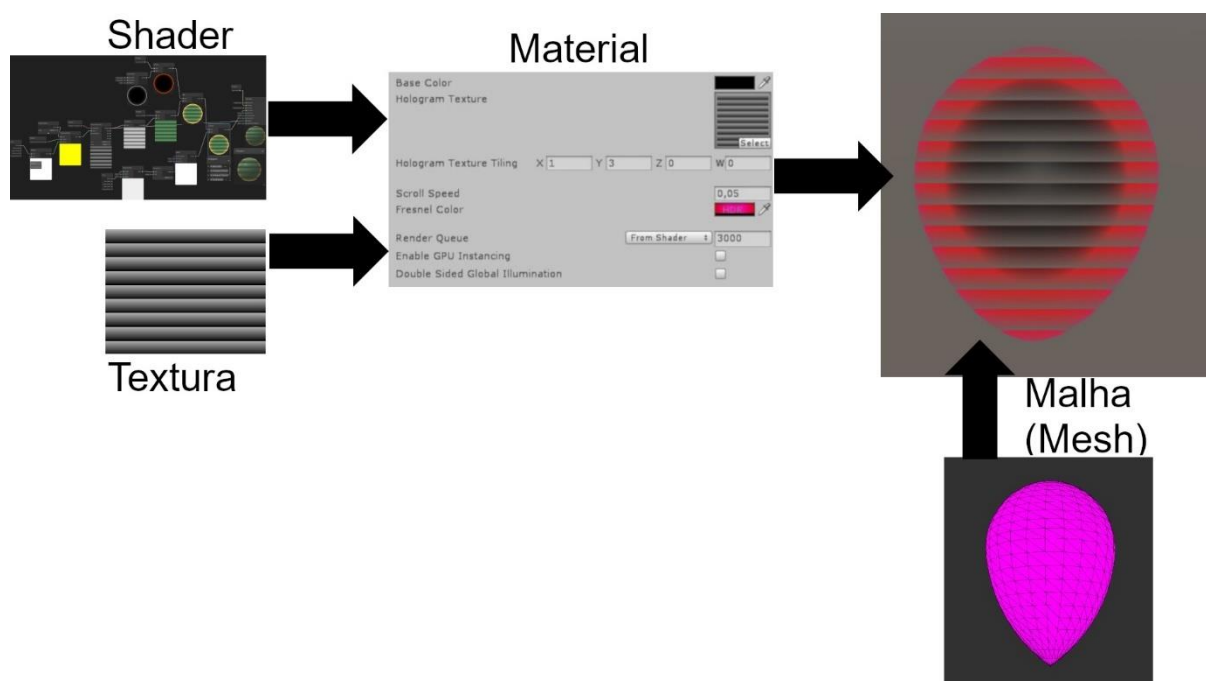 Shader
Material
Base Color
Hologram Texture
Select
Hologram Texture Tiling X 1 Y 3 Z 0 W 0
Scroll Speed 0,05
Fresnel Color HDR
Render Queue From Shader 3000
Enable GPU Instancing
Double Sided Global Illumination
Textura
Malha
(Mesh)